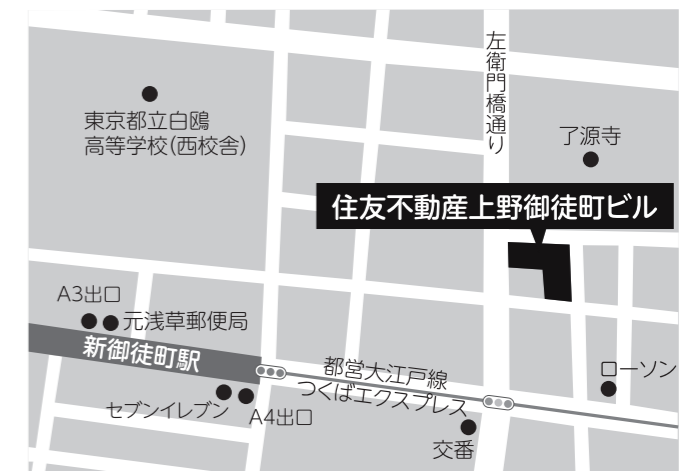 左衛門橋通り
東京都立白鴎
高等学校(西校舎)
了源寺
住友不動産上野御徒町ビル
A3出口
元浅草郵便局
新御徒町駅
都営大江戸線
つくばエクスプレス
ローソン
セブンイレブン
A4出口
交番